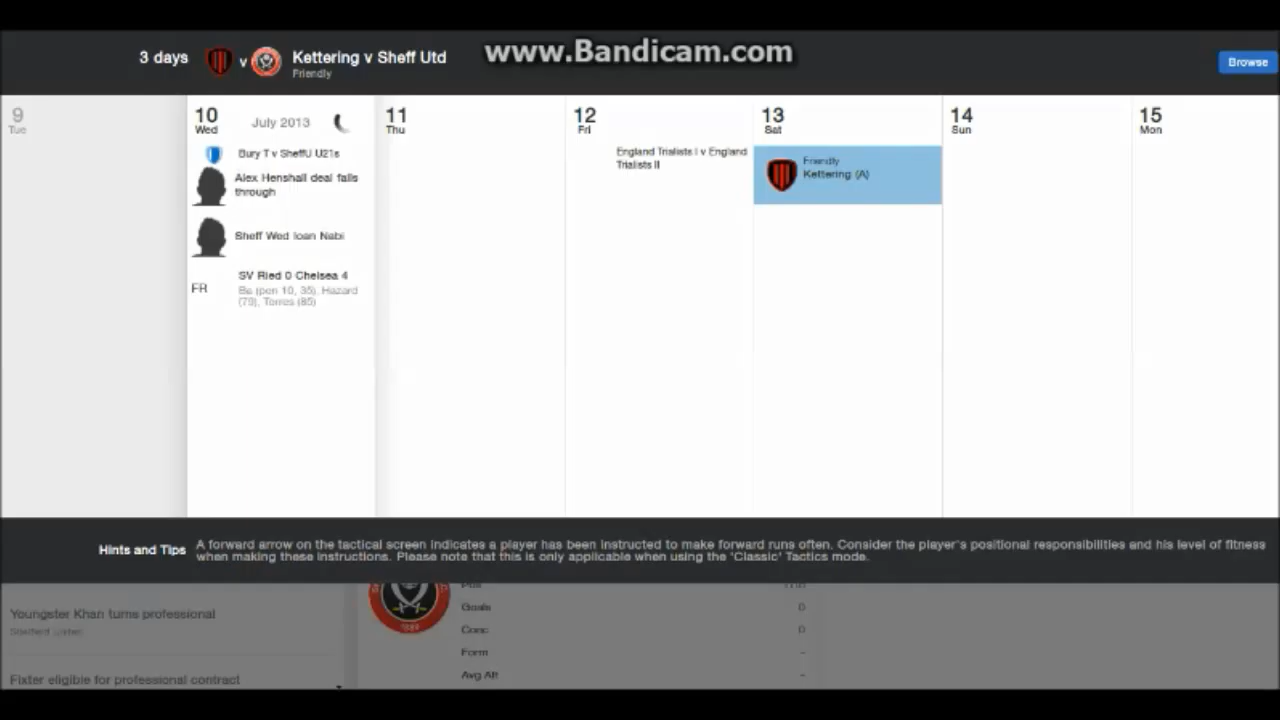 www.Bandicam.com
3 days
v
Kettering v Sheff Utd
Friendly
Browse
9
Tue
10
Wed
July 2013
11
Thu
12
Fri
13
Sat
14
Sun
15
Mon
Bury T v SheffU U21s
Alex Henshall deal falls
through
Sheff Wed loan Nabi
FR
SV Ried 0 Chelsea 4
Ba (pen 10, 35), Hazard
(79), Torres (85)
England Trialists I v England
Trialists II
Friendly
Kettering (A)
Hints and Tips
A forward arrow on the tactical screen indicates a player has been instructed to make forward runs often. Consider the player's positional responsibilities and his level of fitness
when making these instructions. Please note that this is only applicable when using the 'Classic' Tactics mode.
Youngster Khan turns professional
Sheffield United
Fixter eligible for professional contract
Pos
Goals 0
Conc 0
Form -
Avg Att -
1889